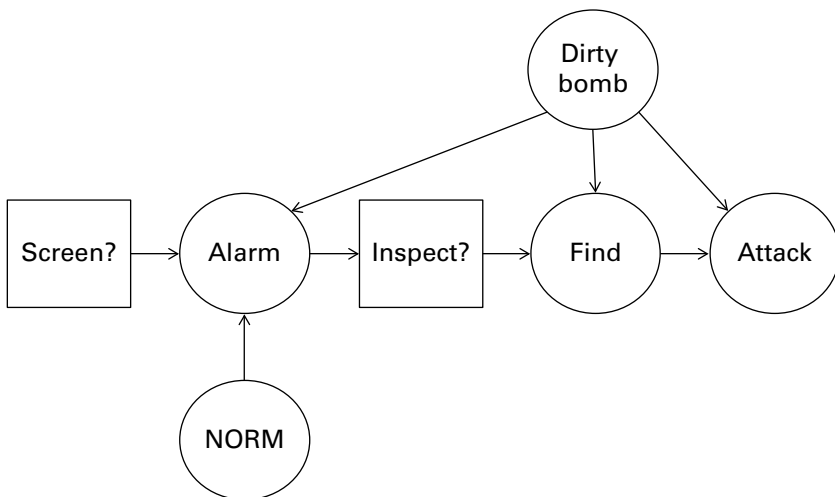 Dirty
bomb
Screen?
Alarm
Inspect?
Find
Attack
NORM